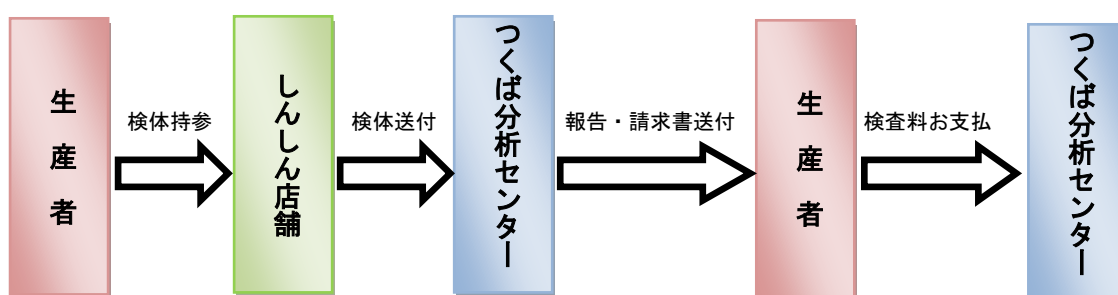 生産者
検体持参
しんしん店舗
検体送付
つくば分析センター
報告・請求書送付
生産者
検査料お支払
つくば分析センター